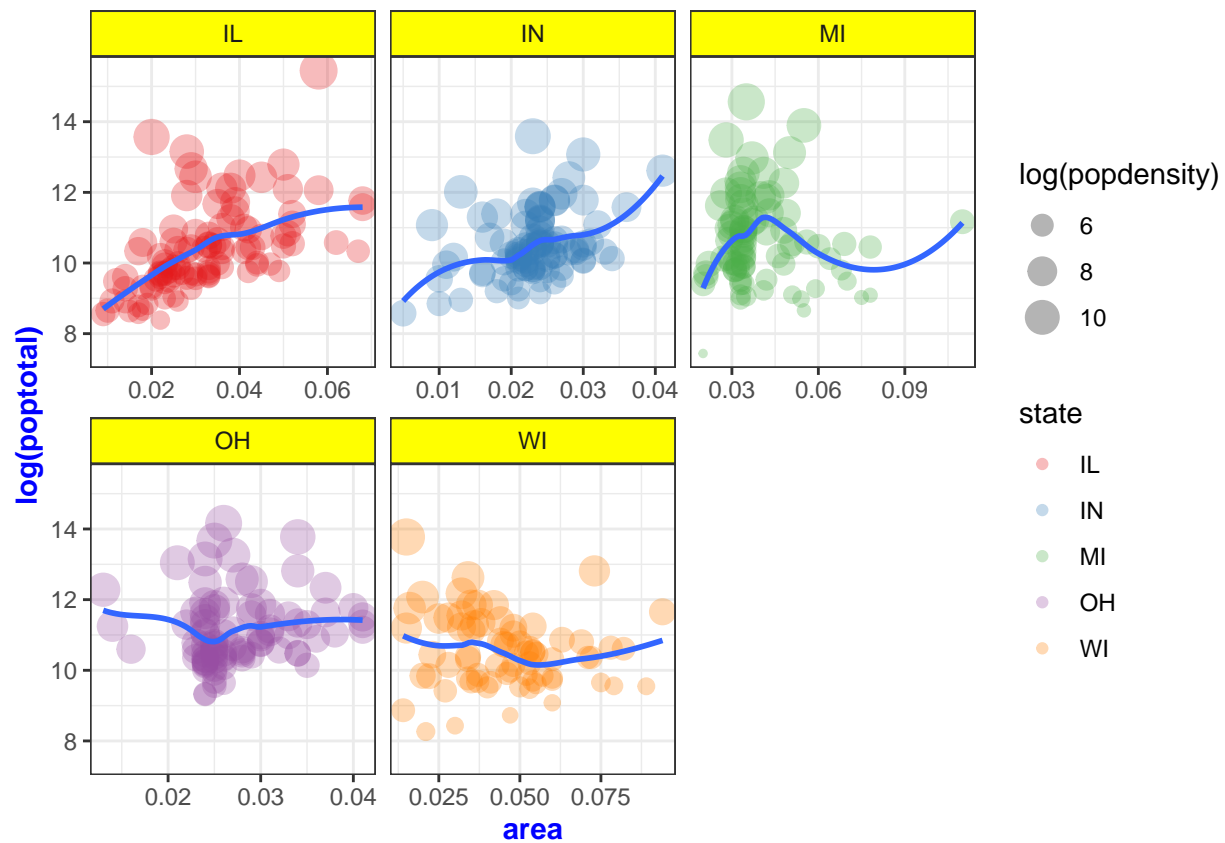 IL IN MI
14
12
10
8
0.02 0.04 0.06 0.01 0.02 0.03 0.04 0.03 0.06 0.09
OH WI
14
12
10
8
0.02 0.03 0.04 0.025 0.050 0.075
log(poptotal)
area
log(popdensity)
6
8
10
state
IL
IN
MI
OH
WI